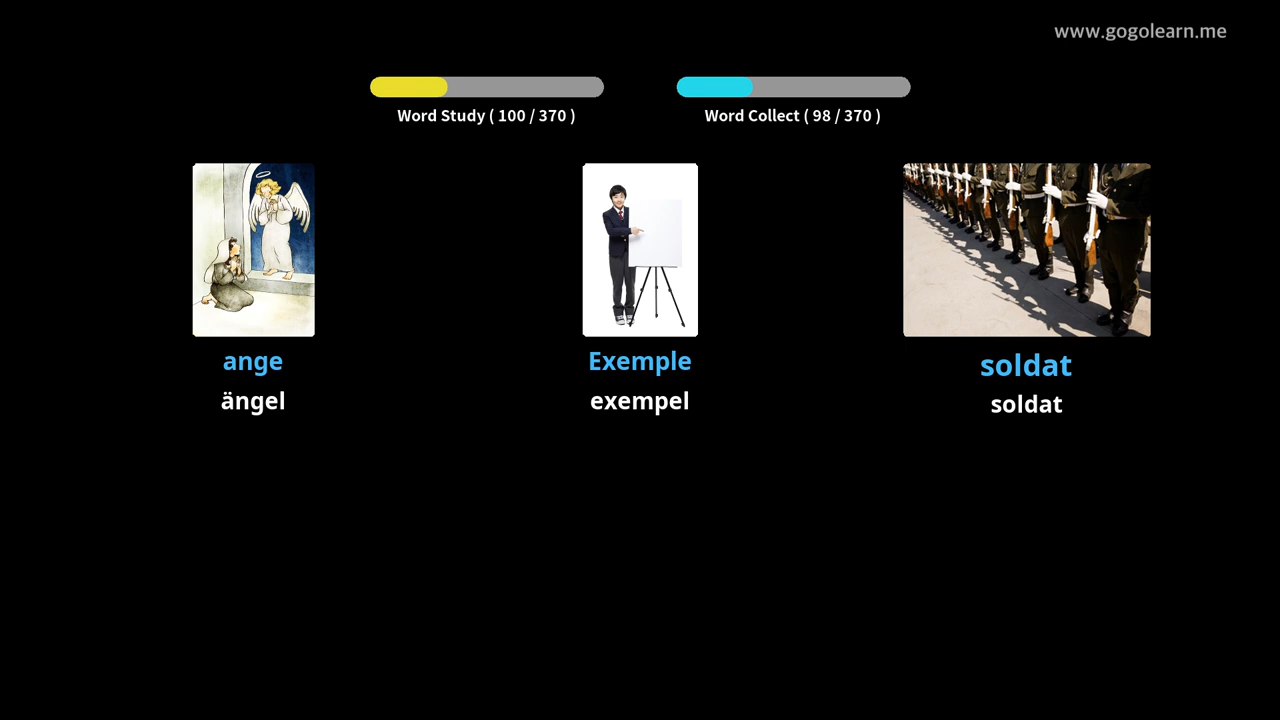 www.gogolearn.me
Word Study ( 100 / 370 )
Word Collect ( 98 / 370 )
ange
ängel
Exemple
exempel
soldat
soldat